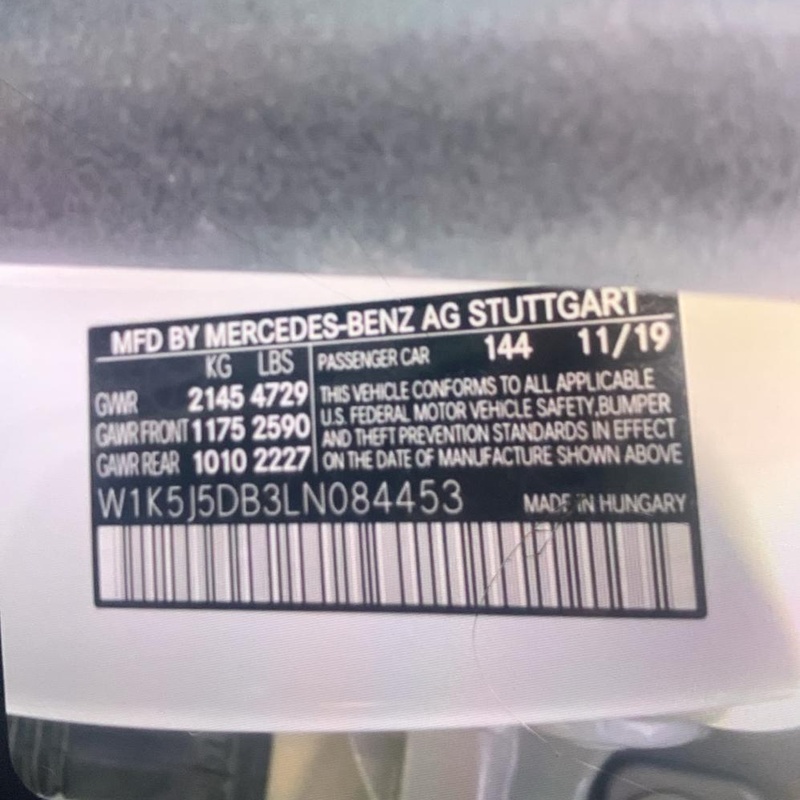 MFD BY MERCEDES-BENZ AG STUTTGART
KG LBS PASSENGER CAR 144 11/19
GVWR 2145 4729
GAWR FRONT 1175 2590
GAWR REAR 1010 2227
THIS VEHICLE CONFORMS TO ALL APPLICABLE
U.S. FEDERAL MOTOR VEHICLE SAFETY,BUMPER
AND THEFT PREVENTION STANDARDS IN EFFECT
ON THE DATE OF MANUFACTURE SHOWN ABOVE
W1K5J5DB3LN084453 MADE IN HUNGARY